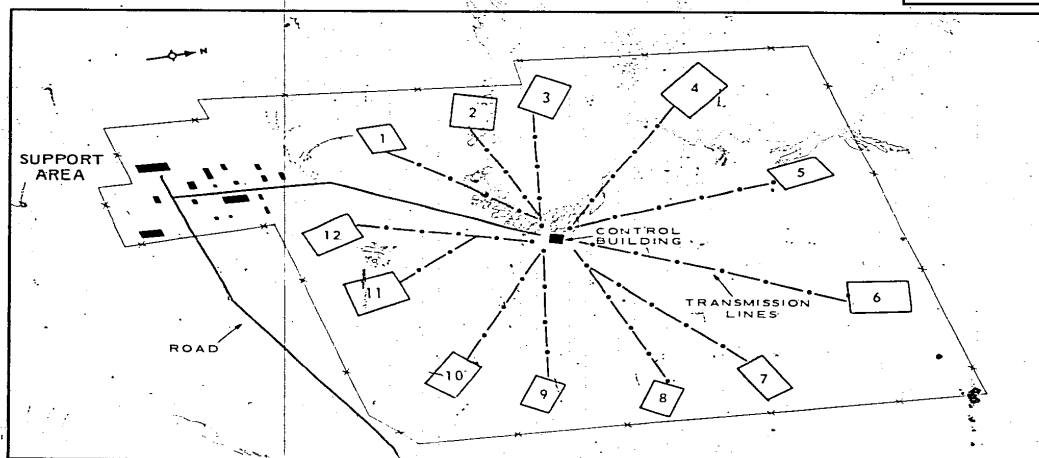 N
1
2
3
4
5
SUPPORT
AREA
CONTROL
BUILDING
12
11
6
TRANSMISSION
LINES
ROAD
10
9
8
7